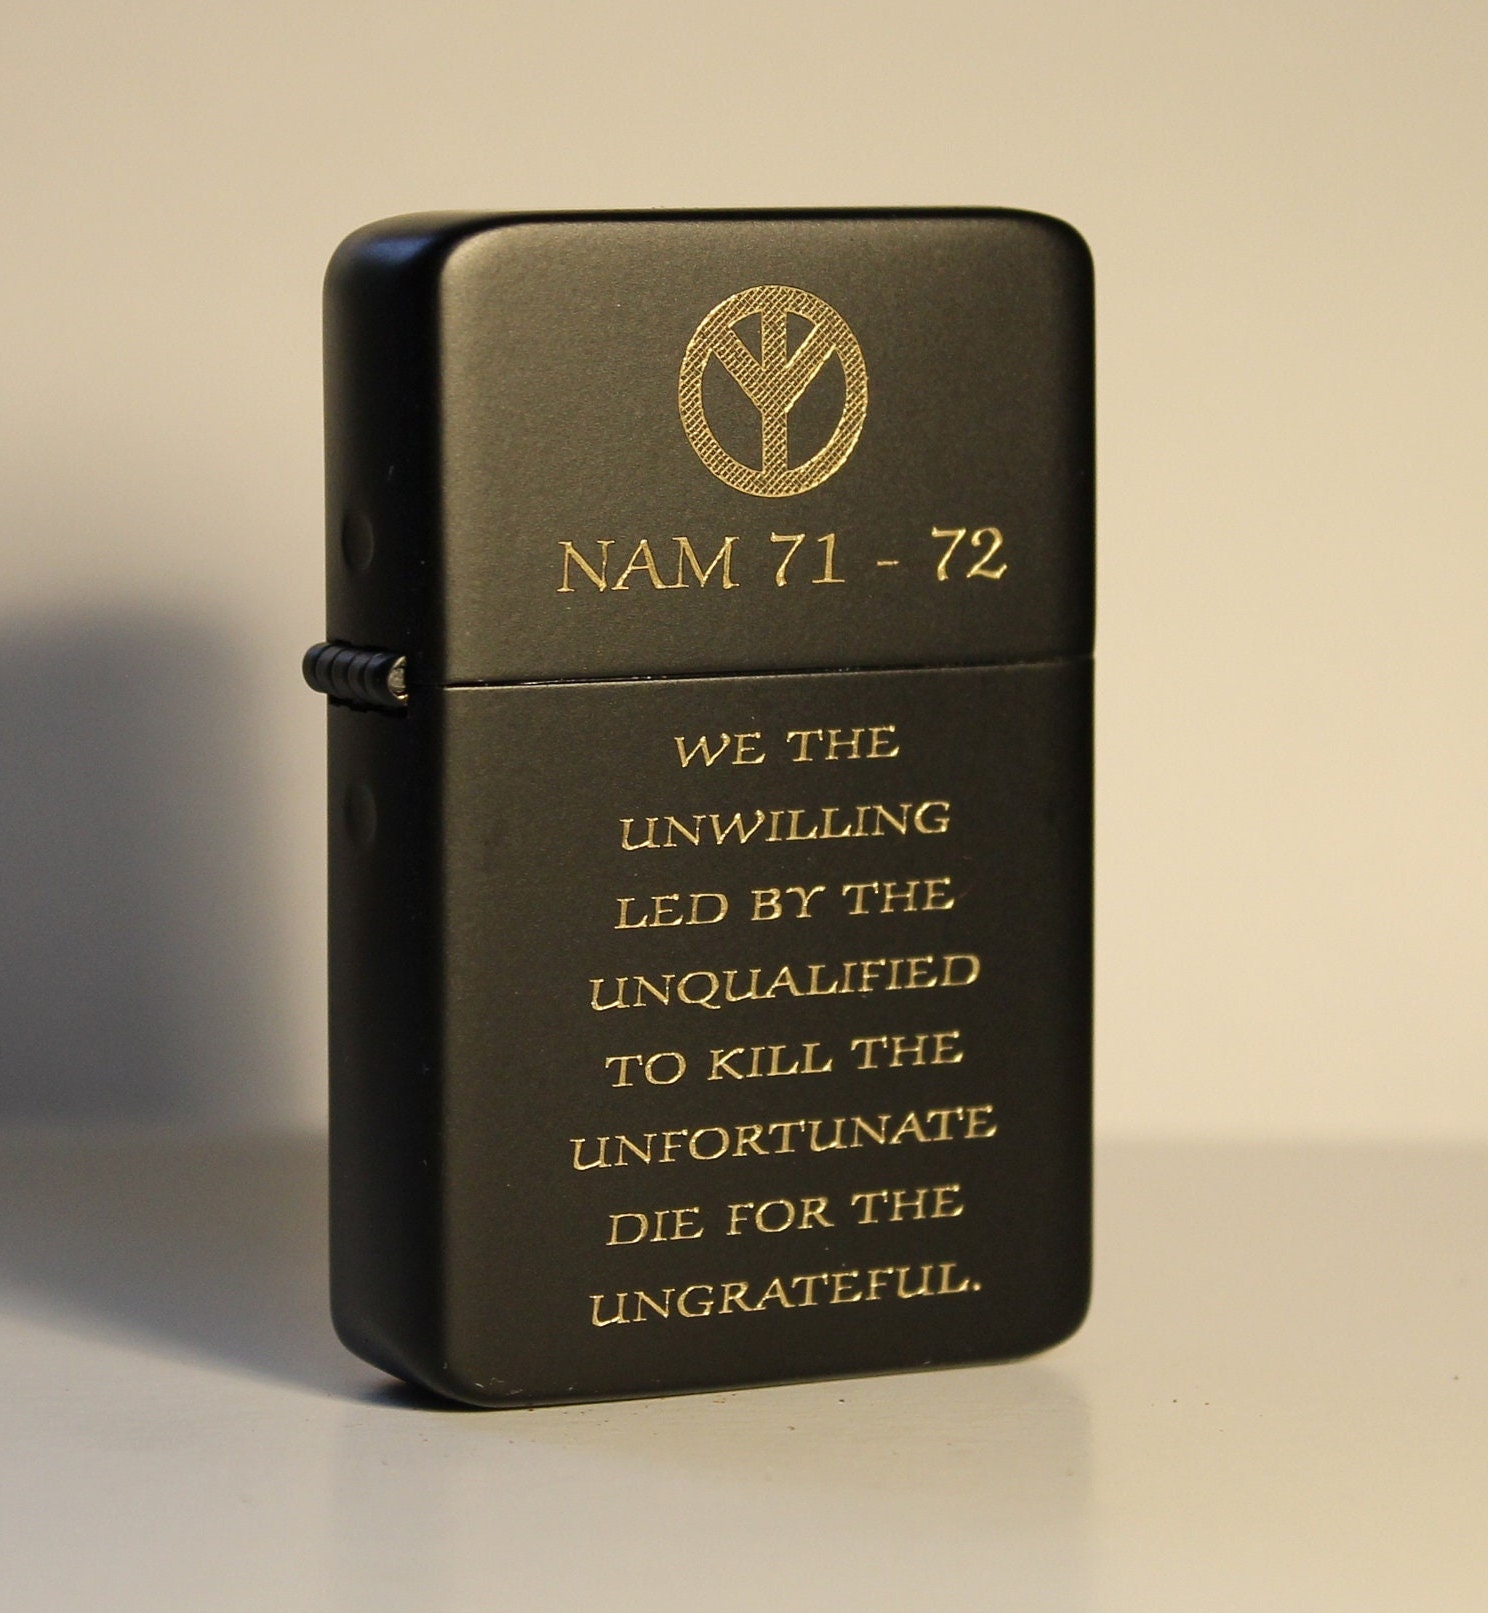 NAM 71 - 72
WE THE
UNWILLING
LED BY THE
UNQUALIFIED
TO KILL THE
UNFORTUNATE
DIE FOR THE
UNGRATEFUL.